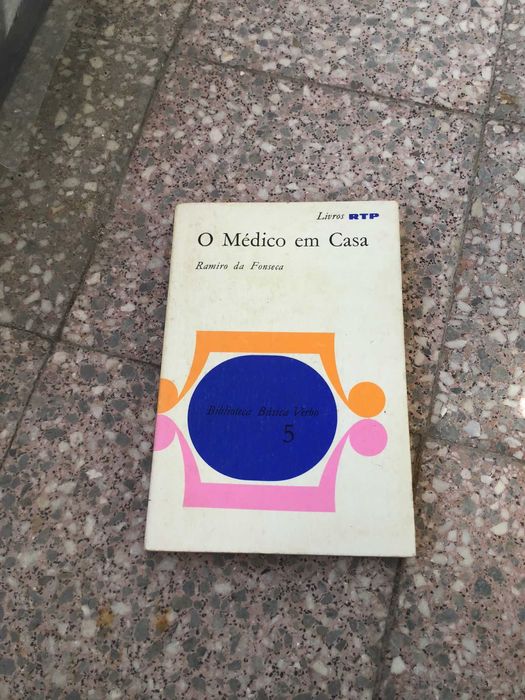 Livros RTP
O Médico em Casa
Ramiro da Fonseca
Biblioteca Básica Verbo
5